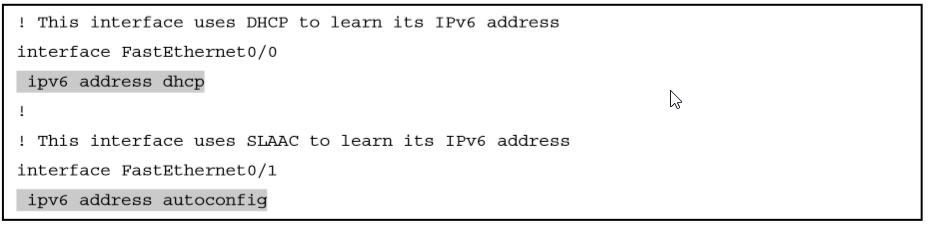 ! This interface uses DHCP to learn its IPv6 address
interface FastEthernet0/0
 ipv6 address dhcp
!
! This interface uses SLAAC to learn its IPv6 address
interface FastEthernet0/1
 ipv6 address autoconfig